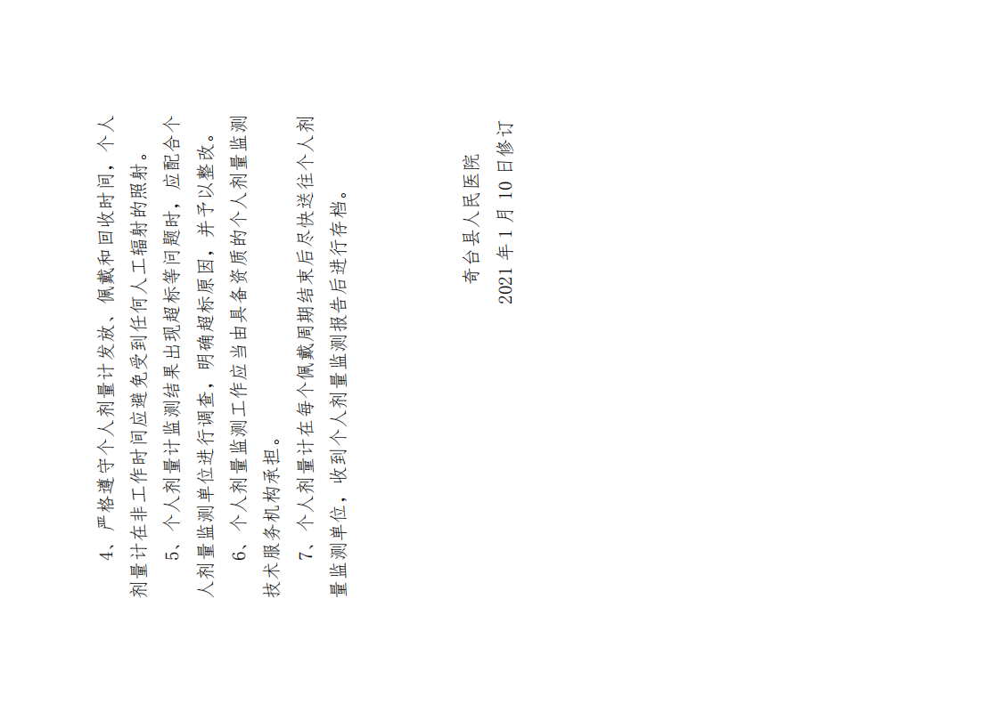 4、严格遵守个人剂量计发放、佩戴和回收时间，个人
剂量计在非工作时间应避免受到任何人工辐射的照射。
5、个人剂量计监测结果出现超标等问题时，应配合个
人剂量监测单位进行调查，明确超标原因，并予以整改。
6、个人剂量监测工作应当由具备资质的个人剂量监测
技术服务机构承担。
7、个人剂量计在每个佩戴周期结束后尽快送往个人剂
量监测单位，收到个人剂量监测报告后进行存档。
奇台县人民医院
2021 年 1 月 10 日修订